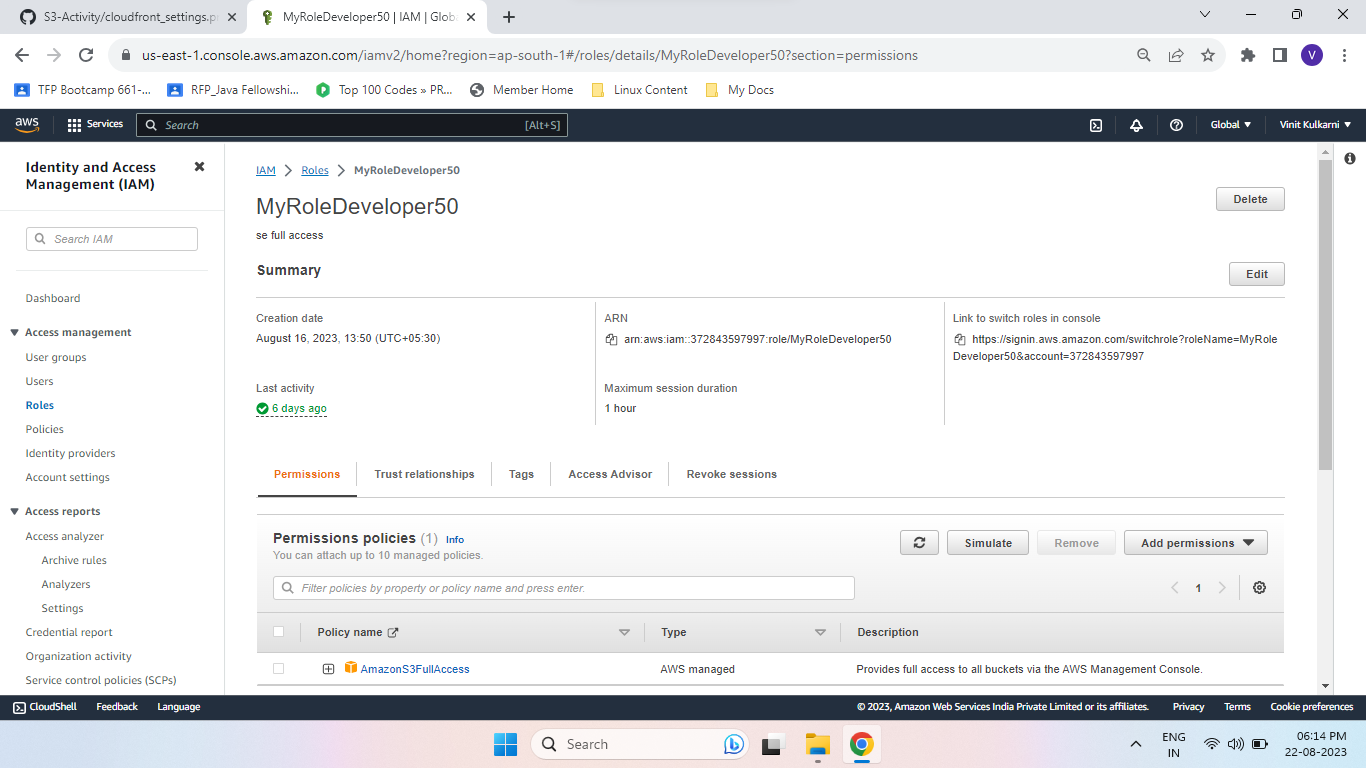 S3-Activity/cloudfront_settings.pn
MyRoleDeveloper50 | IAM | Globa
us-east-1.console.aws.amazon.com/iamv2/home?region=ap-south-1#/roles/details/MyRoleDeveloper50?section=permissions
V
TFP Bootcamp 661-...
RFP_Java Fellowshi...
Top 100 Codes » PR...
Member Home
Linux Content
My Docs
aws
Services
Search
[Alt+S]
Global
Vinit Kulkarni
Identity and Access
Management (IAM)
Search IAM
Dashboard
Access management
User groups
Users
Roles
Policies
Identity providers
Account settings
Access reports
Access analyzer
Archive rules
Analyzers
Settings
Credential report
Organization activity
Service control policies (SCPs)
IAM
Roles
MyRoleDeveloper50
MyRoleDeveloper50
Delete
se full access
Summary
Edit
Creation date
August 16, 2023, 13:50 (UTC+05:30)
ARN
arn:aws:iam::372843597997:role/MyRoleDeveloper50
Link to switch roles in console
https://signin.aws.amazon.com/switchrole?roleName=MyRole
Developer50&account=372843597997
Last activity
6 days ago
Maximum session duration
1 hour
Permissions
Trust relationships
Tags
Access Advisor
Revoke sessions
Permissions policies (1) Info
You can attach up to 10 managed policies.
Simulate
Remove
Add permissions
Filter policies by property or policy name and press enter.
1
Policy name
Type
Description
AmazonS3FullAccess
AWS managed
Provides full access to all buckets via the AWS Management Console.
CloudShell
Feedback
Language
© 2023, Amazon Web Services India Private Limited or its affiliates.
Privacy
Terms
Cookie preferences
Search
ENG
IN
06:14 PM
22-08-2023